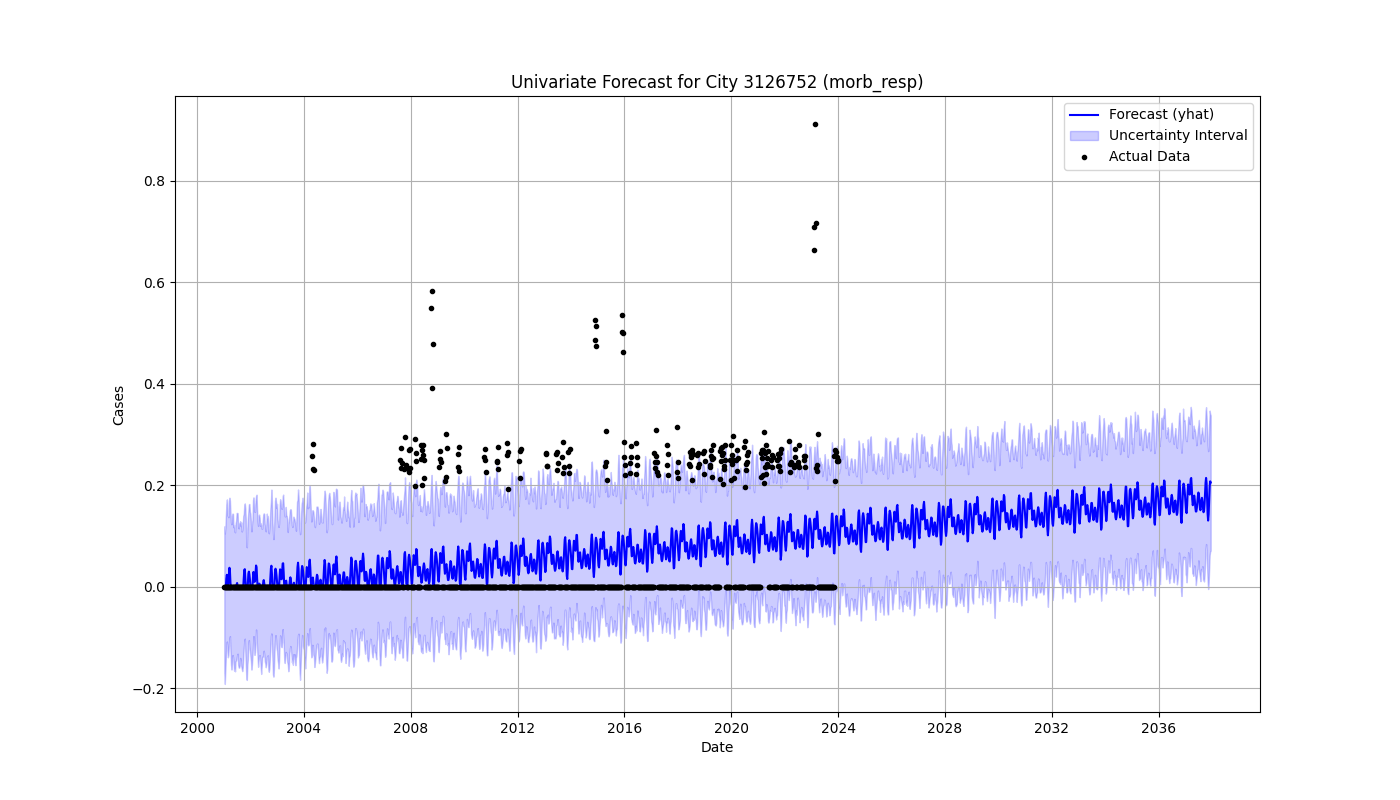 Univariate Forecast for City 3126752 (morb_resp)
Forecast (yhat)
Uncertainty Interval
Actual Data
Cases
0.8
0.6
0.4
0.2
0.0
−0.2
2000 2004 2008 2012 2016 2020 2024 2028 2032 2036
Date